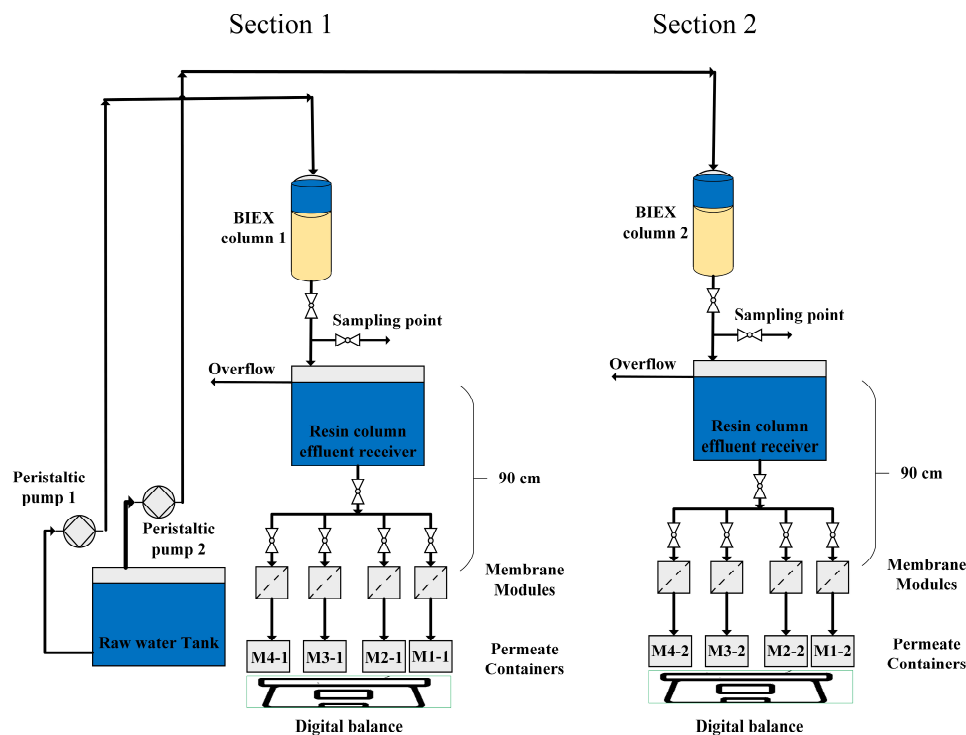 Section 1
Section 2
BIEX
column 1
BIEX
column 2
Sampling point
Sampling point
Overflow
Overflow
Resin column
effluent receiver
Resin column
effluent receiver
90 cm
90 cm
Peristaltic
pump 1
Peristaltic
pump 2
Raw water Tank
Membrane
Modules
Membrane
Modules
M4-1
M3-1
M2-1
M1-1
Permeate
Containers
M4-2
M3-2
M2-2
M1-2
Permeate
Containers
Digital balance
Digital balance